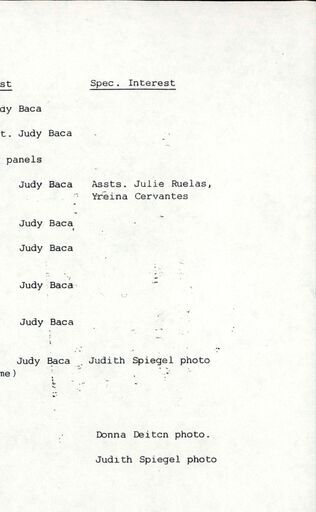 st Spec. Interest
dy Baca
t. Judy Baca
panels
Judy Baca Assts. Julie Ruelas,
Yreina Cervantes
Judy Baca
Judy Baca
Judy Baca
Judy Baca
Judy Baca Judith Spiegel photo
me)
Donna Deitcn photo.
Judith Spiegel photo